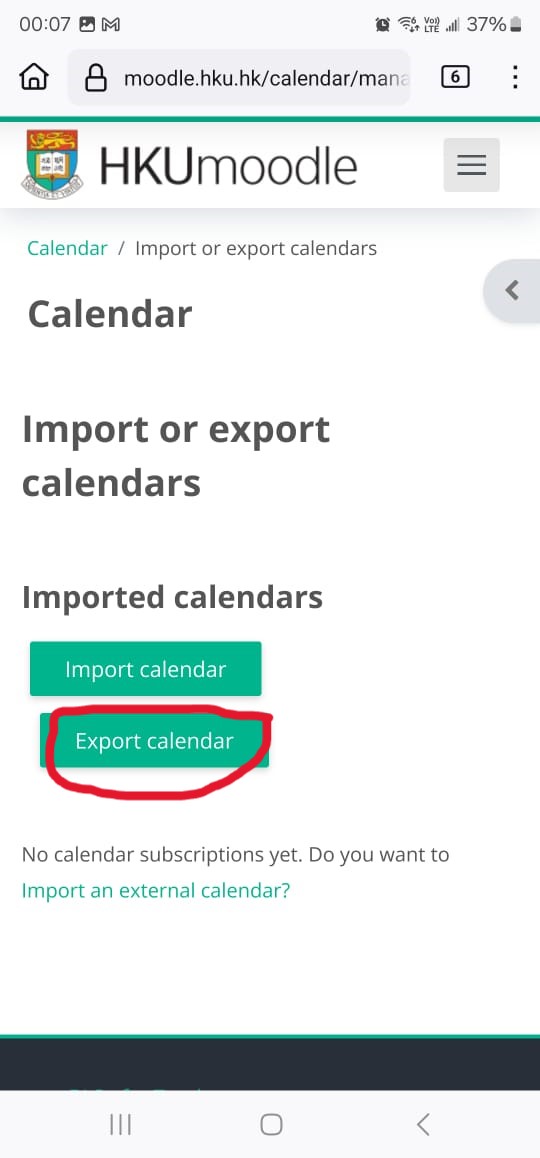 00:07
Vo)) LTE 37%
moodle.hku.hk/calendar/mana
6
HKUmoodle
Calendar / Import or export calendars
Calendar
Import or export
calendars
Imported calendars
Import calendar
Export calendar
No calendar subscriptions yet. Do you want to
Import an external calendar?